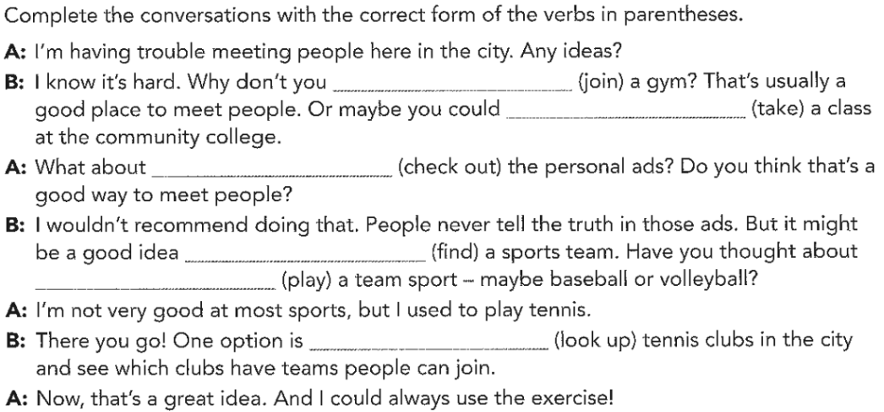 Complete the conversations with the correct form of the verbs in parentheses.
A: I'm having trouble meeting people here in the city. Any ideas?
B: I know it's hard. Why don't you ____________ (join) a gym? That's usually a
good place to meet people. Or maybe you could ____________ (take) a class
at the community college.
A: What about ____________ (check out) the personal ads? Do you think that's a
good way to meet people?
B: I wouldn't recommend doing that. People never tell the truth in those ads. But it might
be a good idea ____________ (find) a sports team. Have you thought about
____________ (play) a team sport – maybe baseball or volleyball?
A: I'm not very good at most sports, but I used to play tennis.
B: There you go! One option is ____________ (look up) tennis clubs in the city
and see which clubs have teams people can join.
A: Now, that's a great idea. And I could always use the exercise!